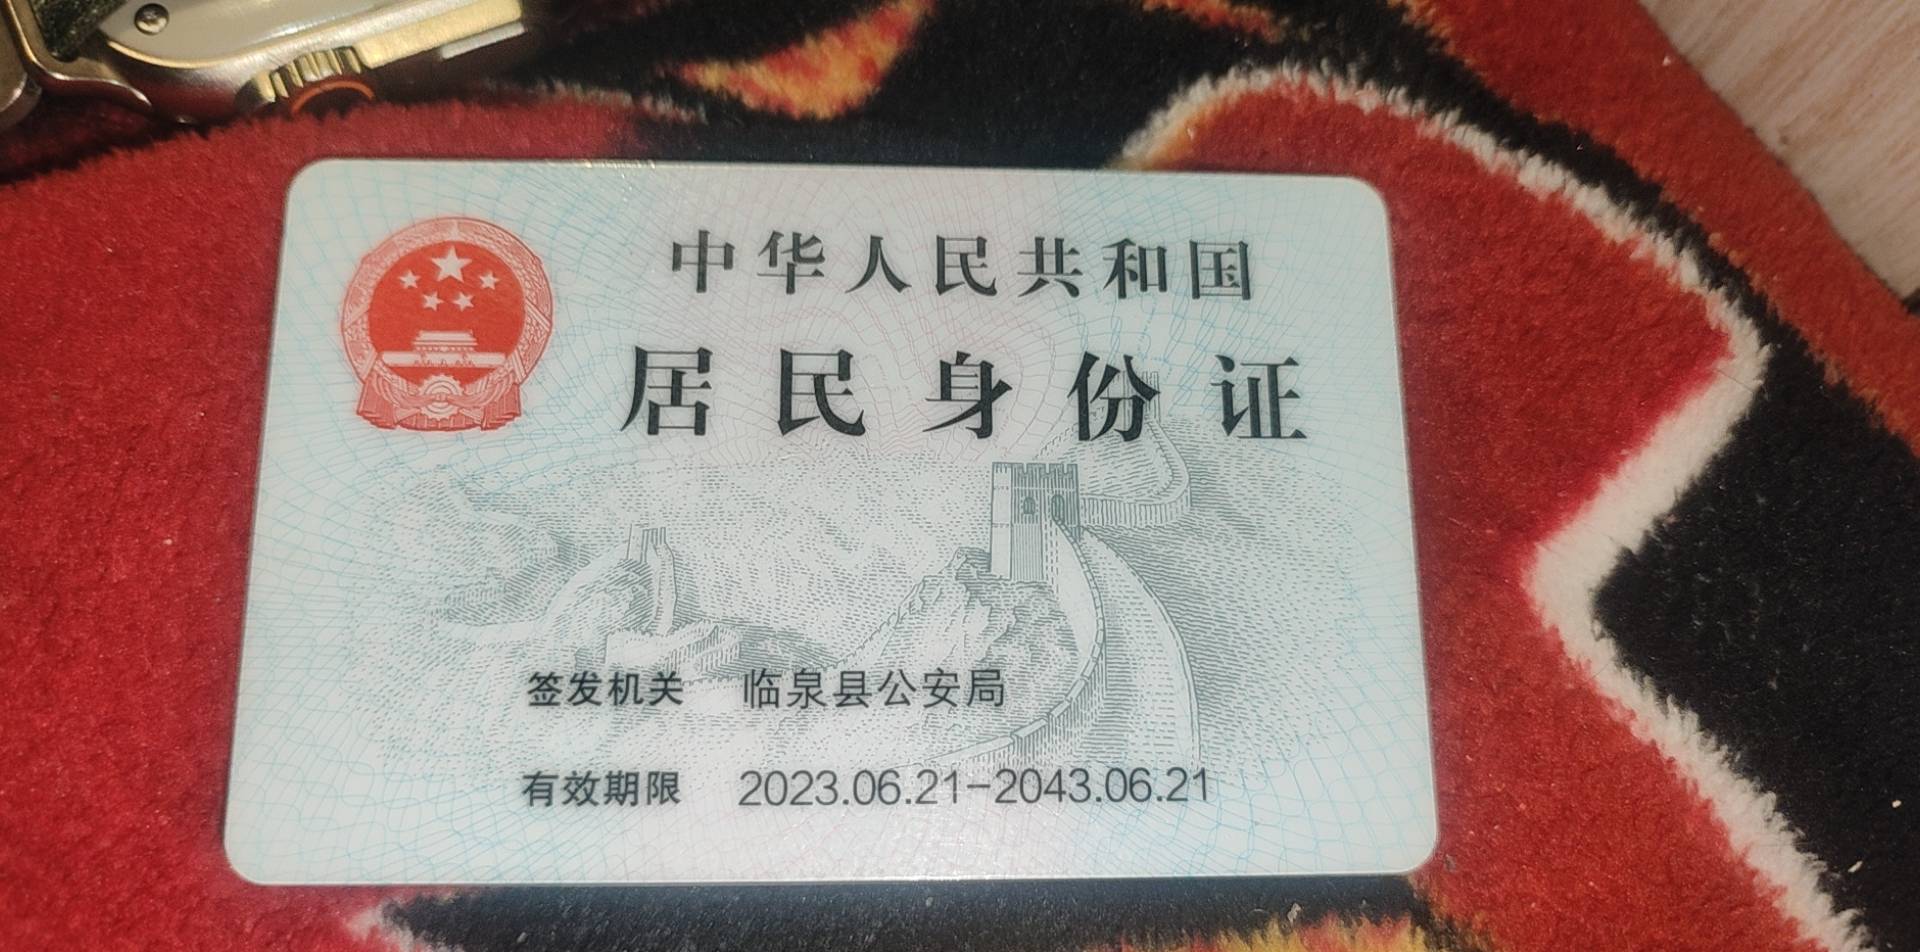 中华人民共和国
居民身份证
签发机关 临泉县公安局
有效期限 2023.06.21-2043.06.21